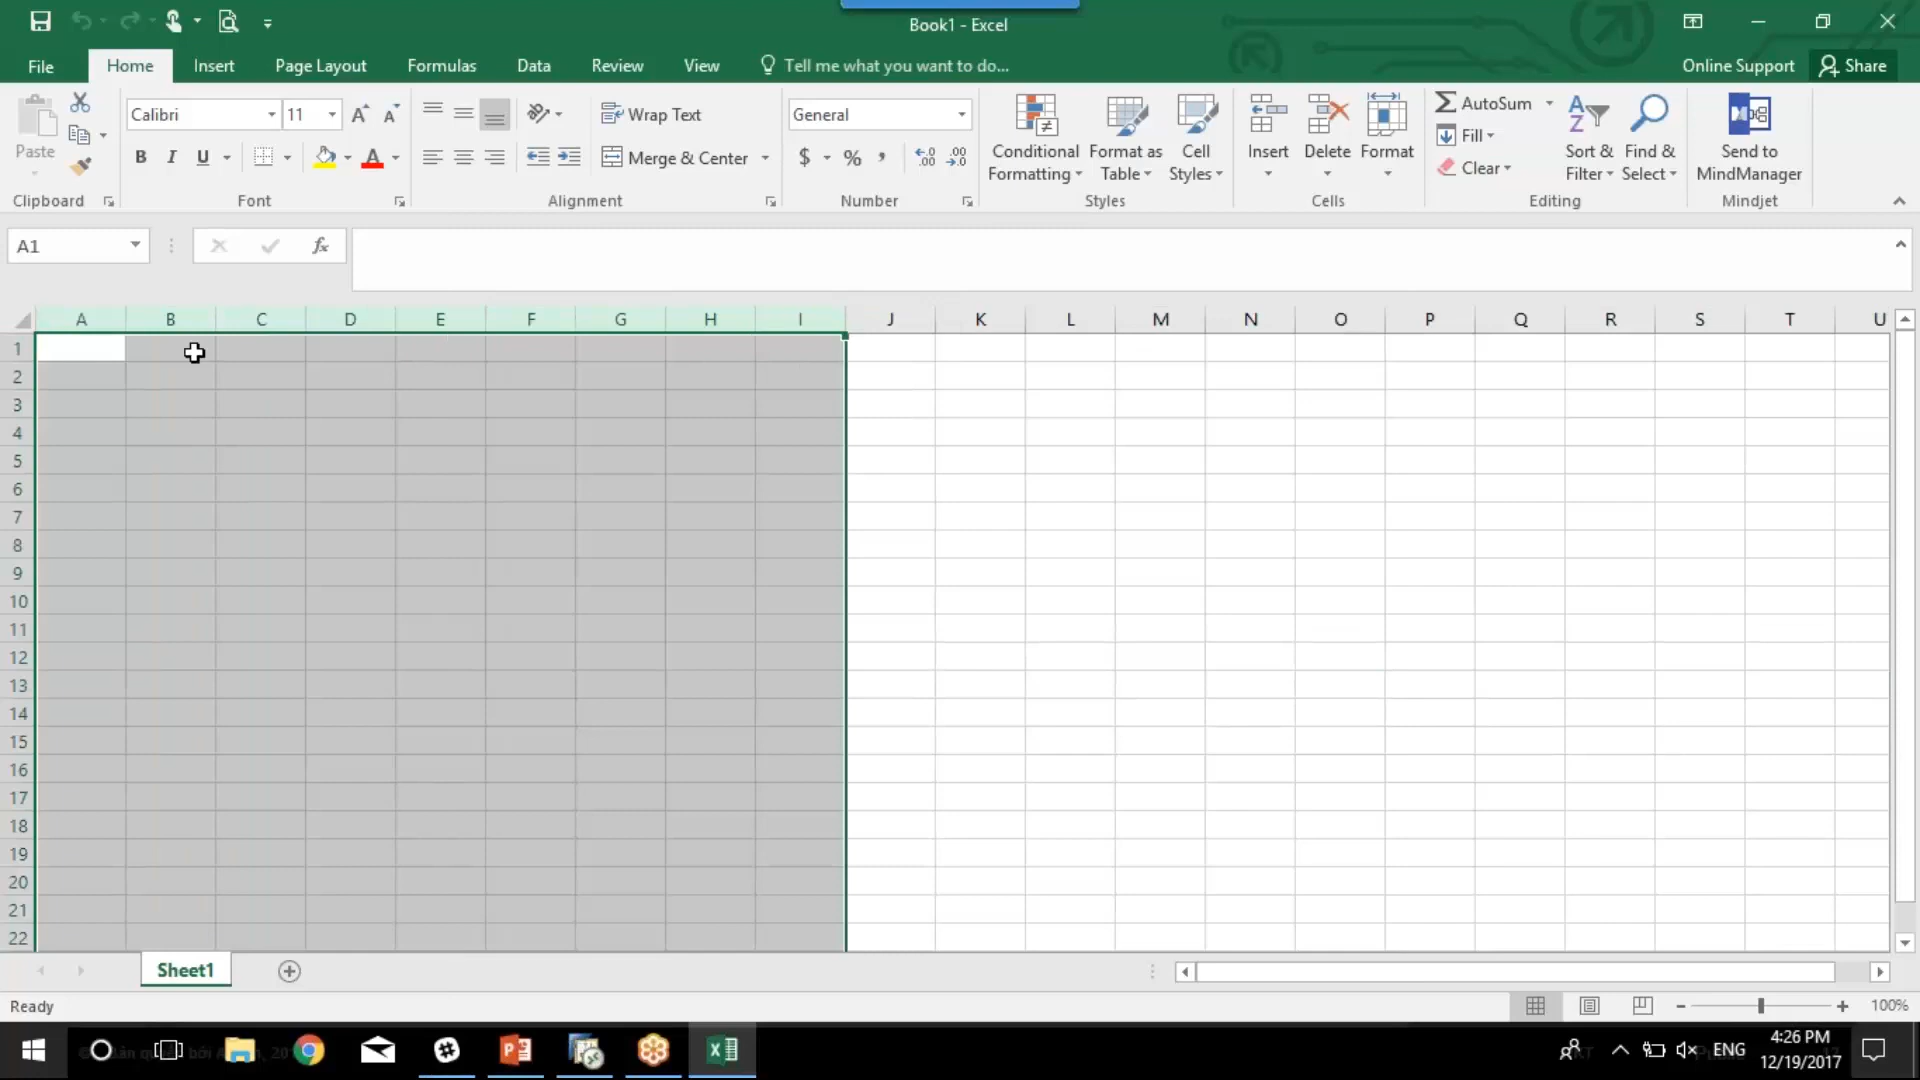 Book1 - Excel
File Home Insert Page Layout Formulas Data Review View Tell me what you want to do... Online Support Share
Paste
Calibri 11
Wrap Text
Merge & Center
General
$ % ,
Conditional Formatting
Format as Table
Cell Styles
Insert
Delete
Format
AutoSum
Fill
Clear
Sort & Filter
Find & Select
Send to MindManager
Clipboard Font Alignment Number Styles Cells Editing Mindjet
A1
fx
A B C D E F G H I J K L M N O P Q R S T U
1
2
3
4
5
6
7
8
9
10
11
12
13
14
15
16
17
18
19
20
21
22
Sheet1
Ready
100%
ENG
4:26 PM
12/19/2017